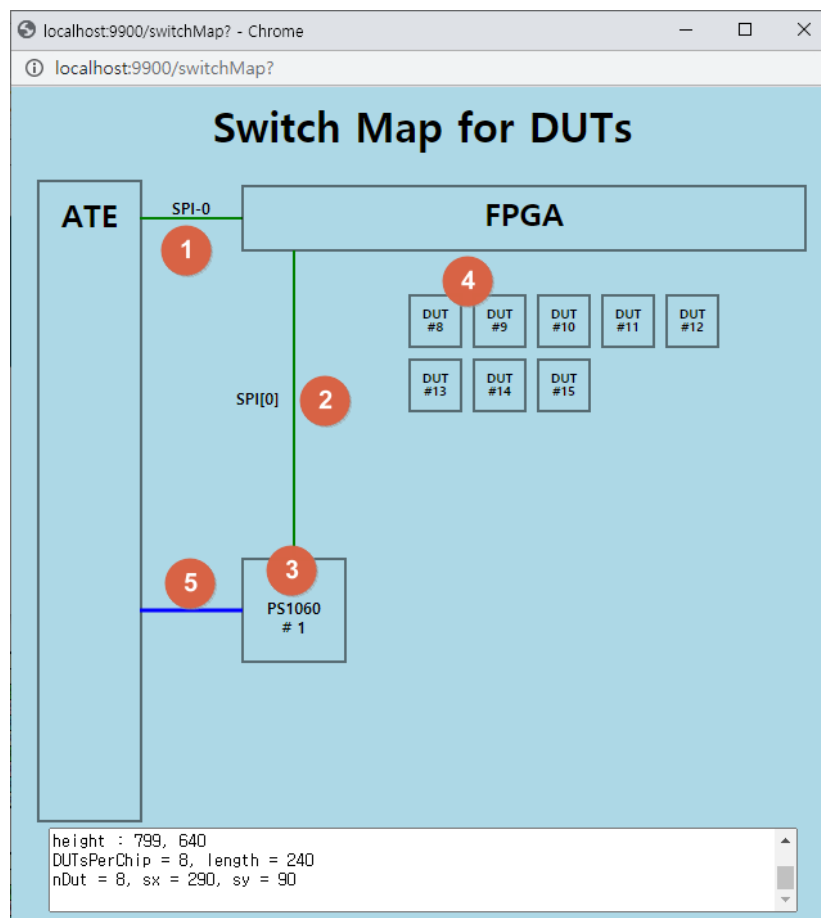 localhost:9900/switchMap? - Chrome
localhost:9900/switchMap?
Switch Map for DUTs
ATE
SPI-0
FPGA
1
4
DUT
#8
DUT
#9
DUT
#10
DUT
#11
DUT
#12
DUT
#13
DUT
#14
DUT
#15
SPI[0]
2
3
5
PS1060
# 1
height : 799, 640
DUTsPerChip = 8, length = 240
nDut = 8, sx = 290, sy = 90